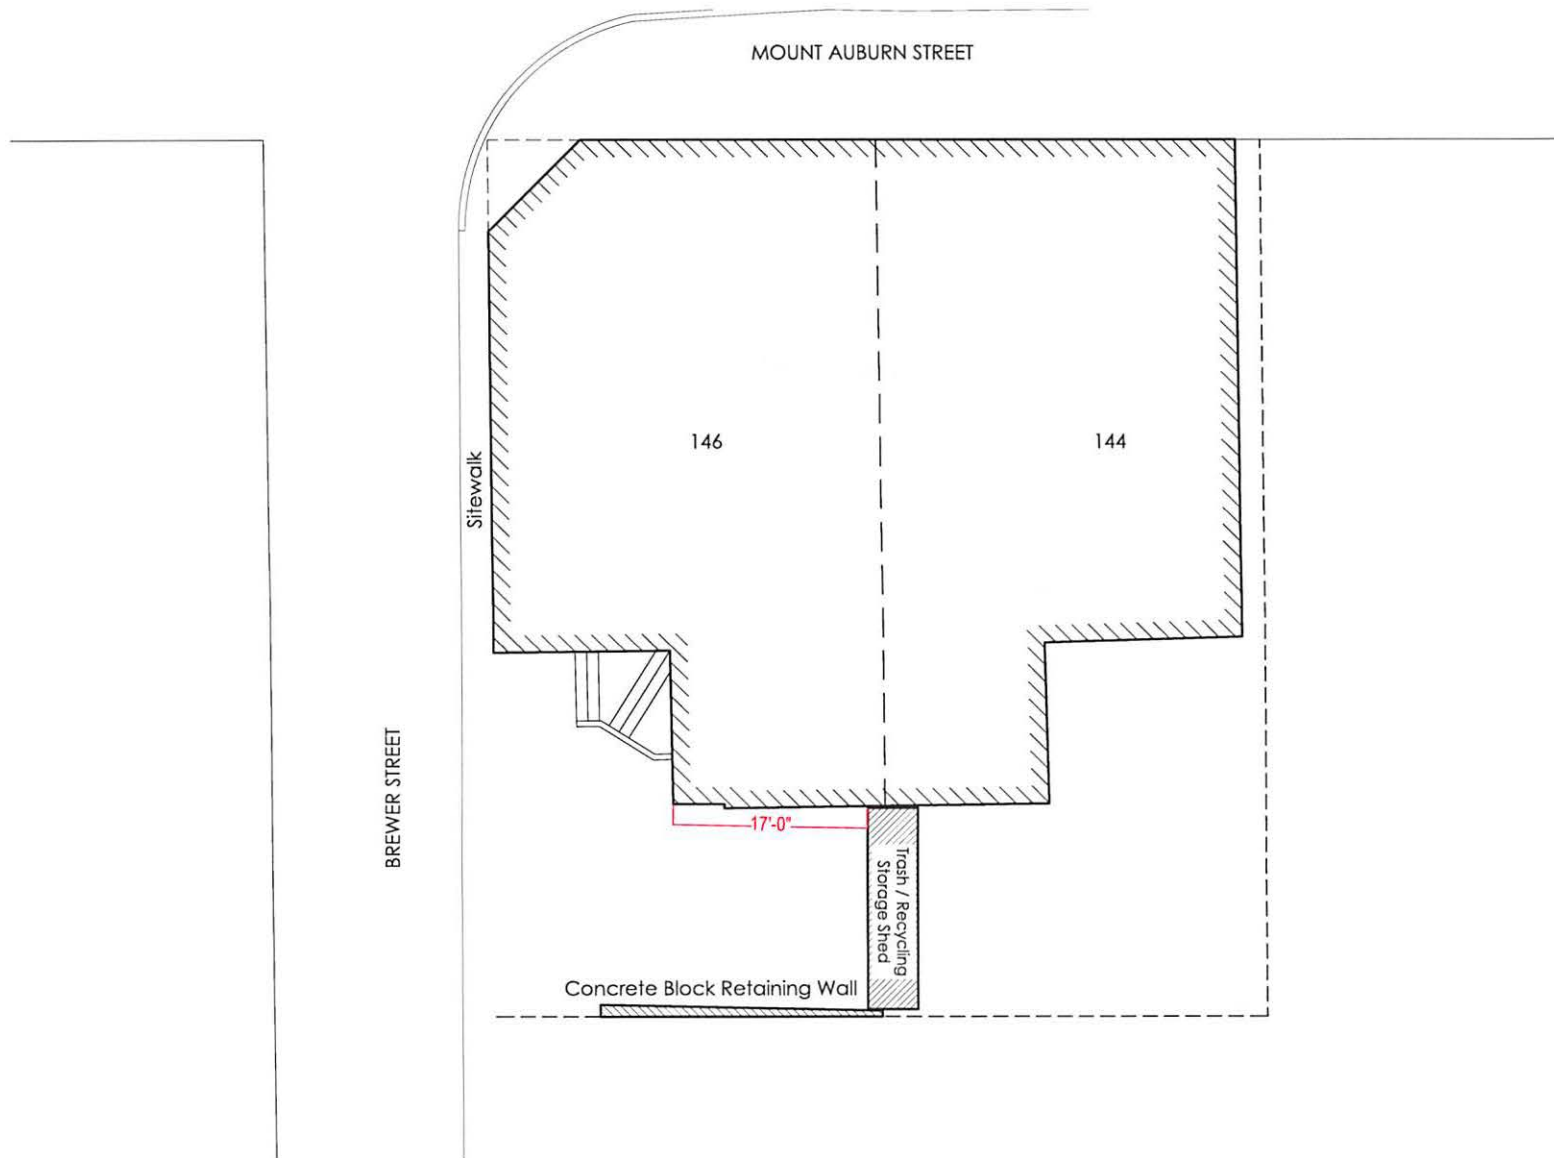 MOUNT AUBURN STREET
146
144
Sitewalk
BREWER STREET
17'-0"
Trash / Recycling
Storage Shed
Concrete Block Retaining Wall